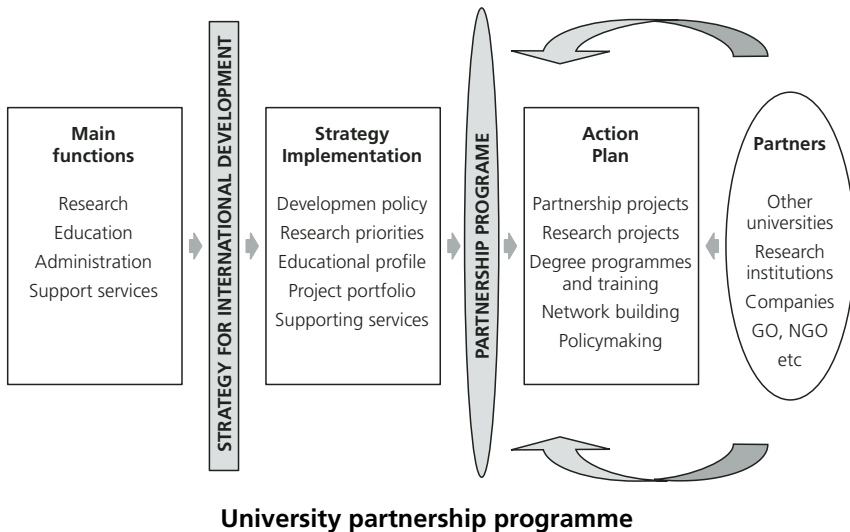 Main
functions
Research
Education
Administration
Support services
STRATEGY FOR INTERNATIONAL DEVELOPMENT
Strategy
Implementation
Developmen policy
Research priorities
Educational profile
Project portfolio
Supporting services
PARTNERSHIP PROGRAME
Action
Plan
Partnership projects
Research projects
Degree programmes
and training
Network building
Policymaking
Partners
Other
universities
Research
institutions
Companies
GO, NGO
etc
University partnership programme